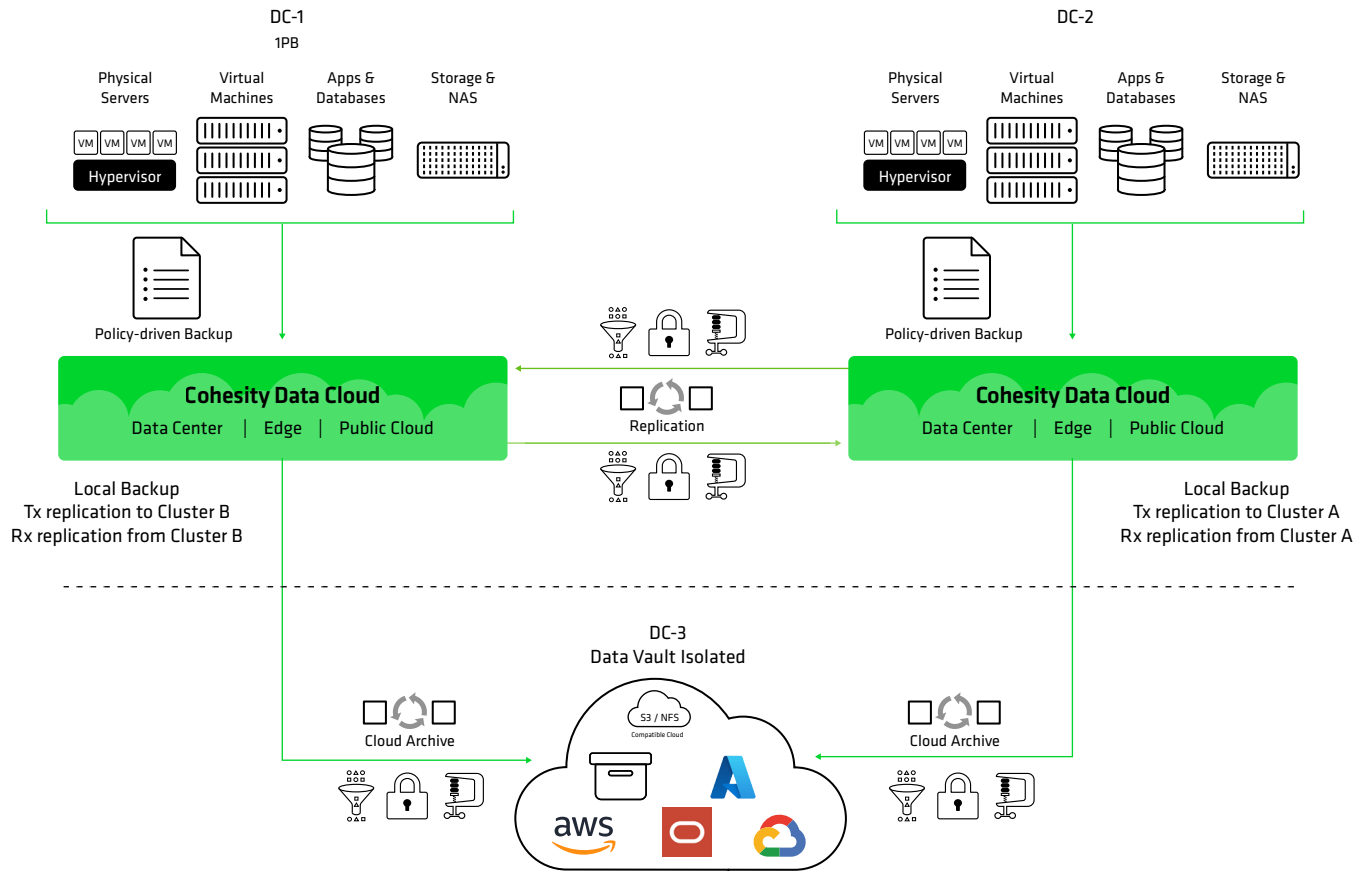 DC-1
1PB
DC-2
Physical
Servers
Virtual
Machines
Apps &
Databases
Storage &
NAS
Physical
Servers
Virtual
Machines
Apps &
Databases
Storage &
NAS
VM VM VM VM
Hypervisor
VM VM VM VM
Hypervisor
Policy-driven Backup
Policy-driven Backup
Cohesity Data Cloud
Data Center | Edge | Public Cloud
Replication
Cohesity Data Cloud
Data Center | Edge | Public Cloud
Local Backup
Tx replication to Cluster B
Rx replication from Cluster B
Local Backup
Tx replication to Cluster A
Rx replication from Cluster A
DC-3
Data Vault Isolated
S3 / NFS
Compatible Cloud
Cloud Archive
Cloud Archive
aws